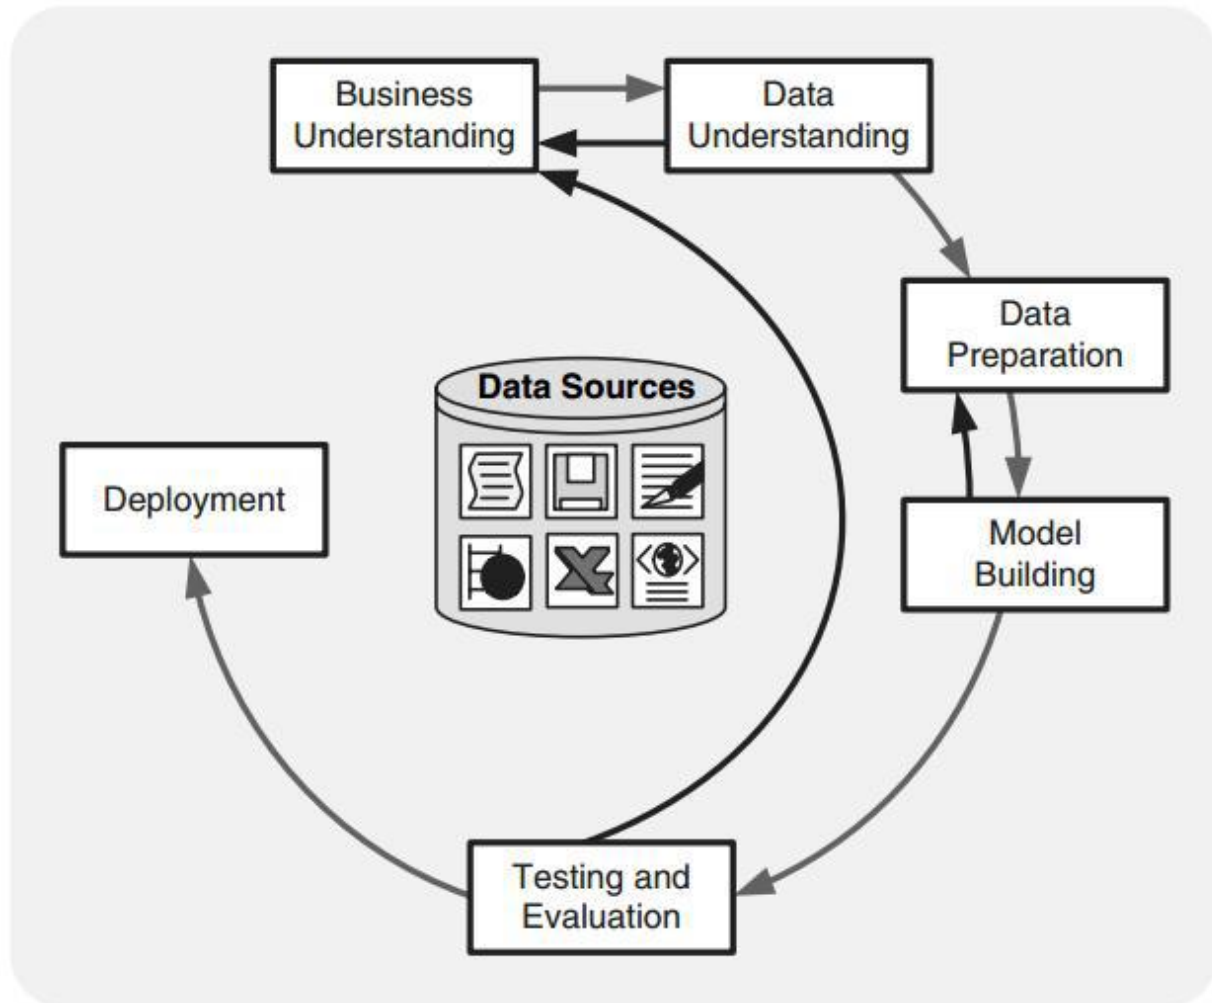 Business
Understanding
Data
Understanding
Data
Preparation
Data Sources
Deployment
Model
Building
Testing and
Evaluation